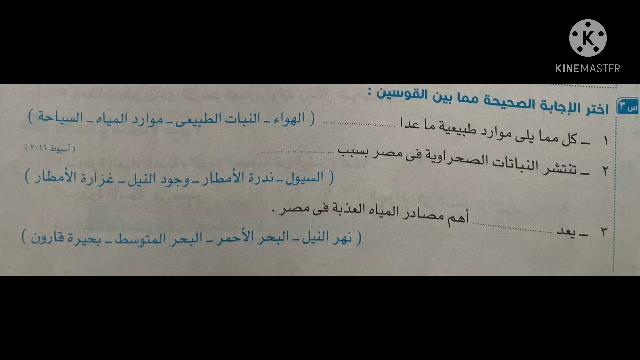 KINEMASTER
س٣ اختر الإجابة الصحيحة مما بين القوسين :
١ ـ كل مما يلى موارد طبيعية ما عدا ................
( الهواء ـ النبات الطبيعى ـ موارد المياه ـ السياحة )
٢ ـ تنتشر النباتات الصحراوية فى مصر بسبب ................
( أسيوط ٢٠١٦ )
( السيول ـ ندرة الأمطار ـ وجود النيل ـ غزارة الأمطار )
٣ ـ يعد ................ أهم مصادر المياه العذبة فى مصر .
( نهر النيل ـ البحر الأحمر ـ البحر المتوسط ـ بحيرة قارون )